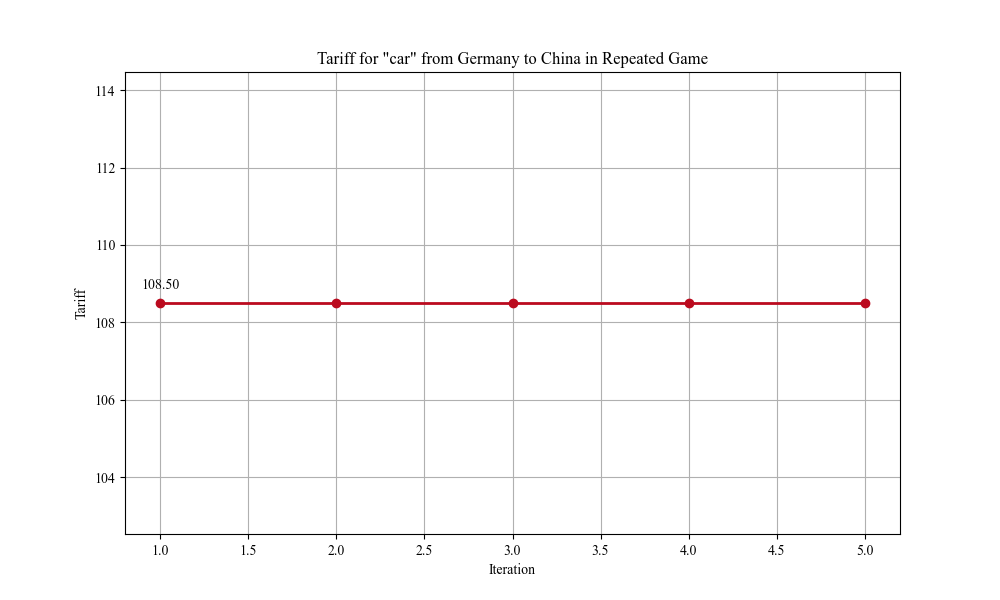 Tariff for "car" from Germany to China in Repeated Game
114
112
110
108
106
104
Tariff
108.50
1.0 1.5 2.0 2.5 3.0 3.5 4.0 4.5 5.0
Iteration